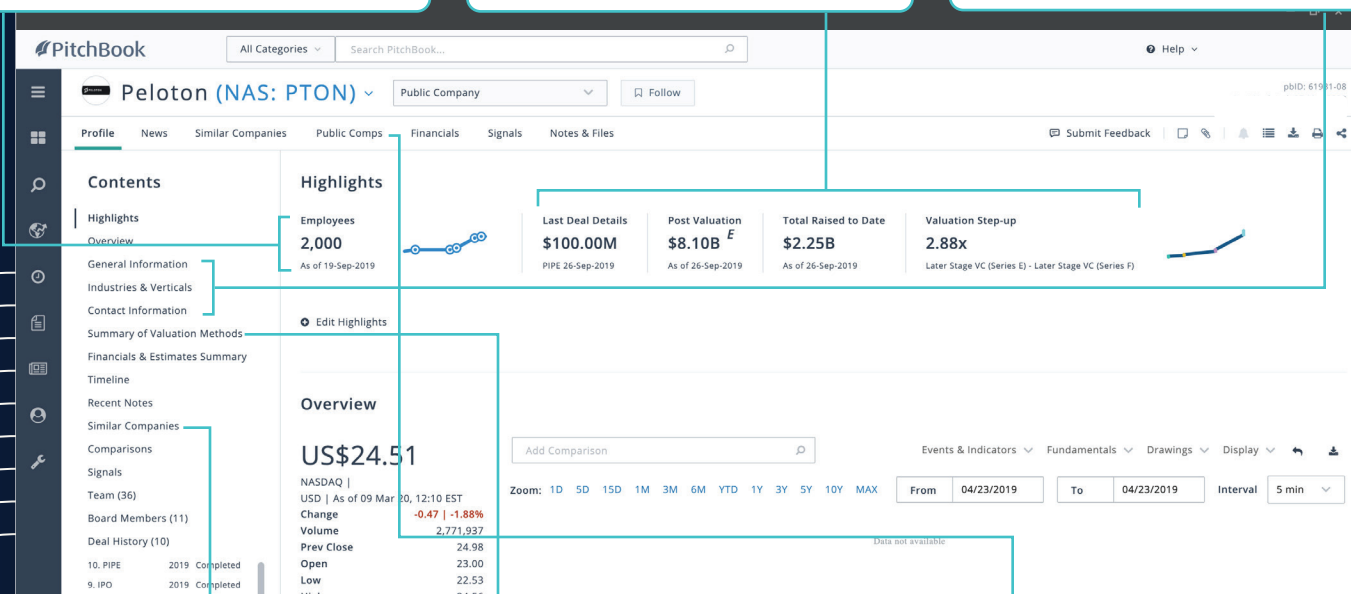 PitchBook
All Categories
Search PitchBook...
Help
Peloton (NAS: PTON)
Public Company
Follow
pbID: 61931-08
Profile News Similar Companies Public Comps Financials Signals Notes & Files
Submit Feedback
Contents
Highlights
Overview
General Information
Industries & Verticals
Contact Information
Summary of Valuation Methods
Financials & Estimates Summary
Timeline
Recent Notes
Similar Companies
Comparisons
Signals
Team (36)
Board Members (11)
Deal History (10)
10. PIPE 2019 Completed
9. IPO 2019 Completed
Highlights
Employees
2,000
As of 19-Sep-2019
Last Deal Details
$100.00M
PIPE 26-Sep-2019
Post Valuation
$8.10B E
As of 26-Sep-2019
Total Raised to Date
$2.25B
As of 26-Sep-2019
Valuation Step-up
2.88x
Later Stage VC (Series E) - Later Stage VC (Series F)
Edit Highlights
Overview
US$24.51
NASDAQ |
USD | As of 09 Mar 20, 12:10 EST
Change -0.47 | -1.88%
Volume 2,771,937
Prev Close 24.98
Open 23.00
Low 22.53
Add Comparison
Events & Indicators Fundamentals Drawings Display
Zoom: 1D 5D 15D 1M 3M 6M YTD 1Y 3Y 5Y 10Y MAX
From 04/23/2019 To 04/23/2019 Interval 5 min
Data not available